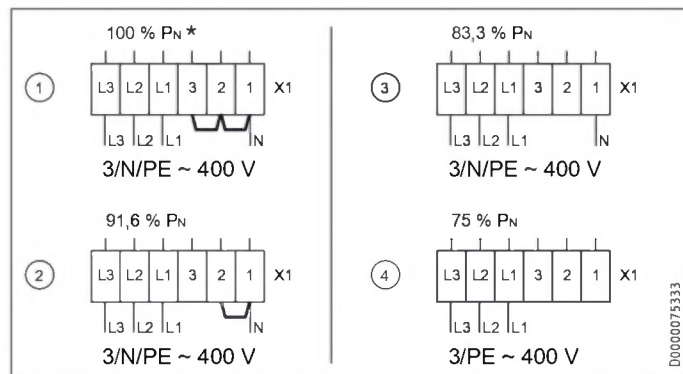 100 % PN *
1
L3 L2 L1 3 2 1 X1
L3 L2 L1 N
3/N/PE ~ 400 V
91,6 % PN
2
L3 L2 L1 3 2 1 X1
L3 L2 L1 N
3/N/PE ~ 400 V
83,3 % PN
3
L3 L2 L1 3 2 1 X1
L3 L2 L1 N
3/N/PE ~ 400 V
75 % PN
4
L3 L2 L1 3 2 1 X1
L3 L2 L1
3/PE ~ 400 V
D0000075333